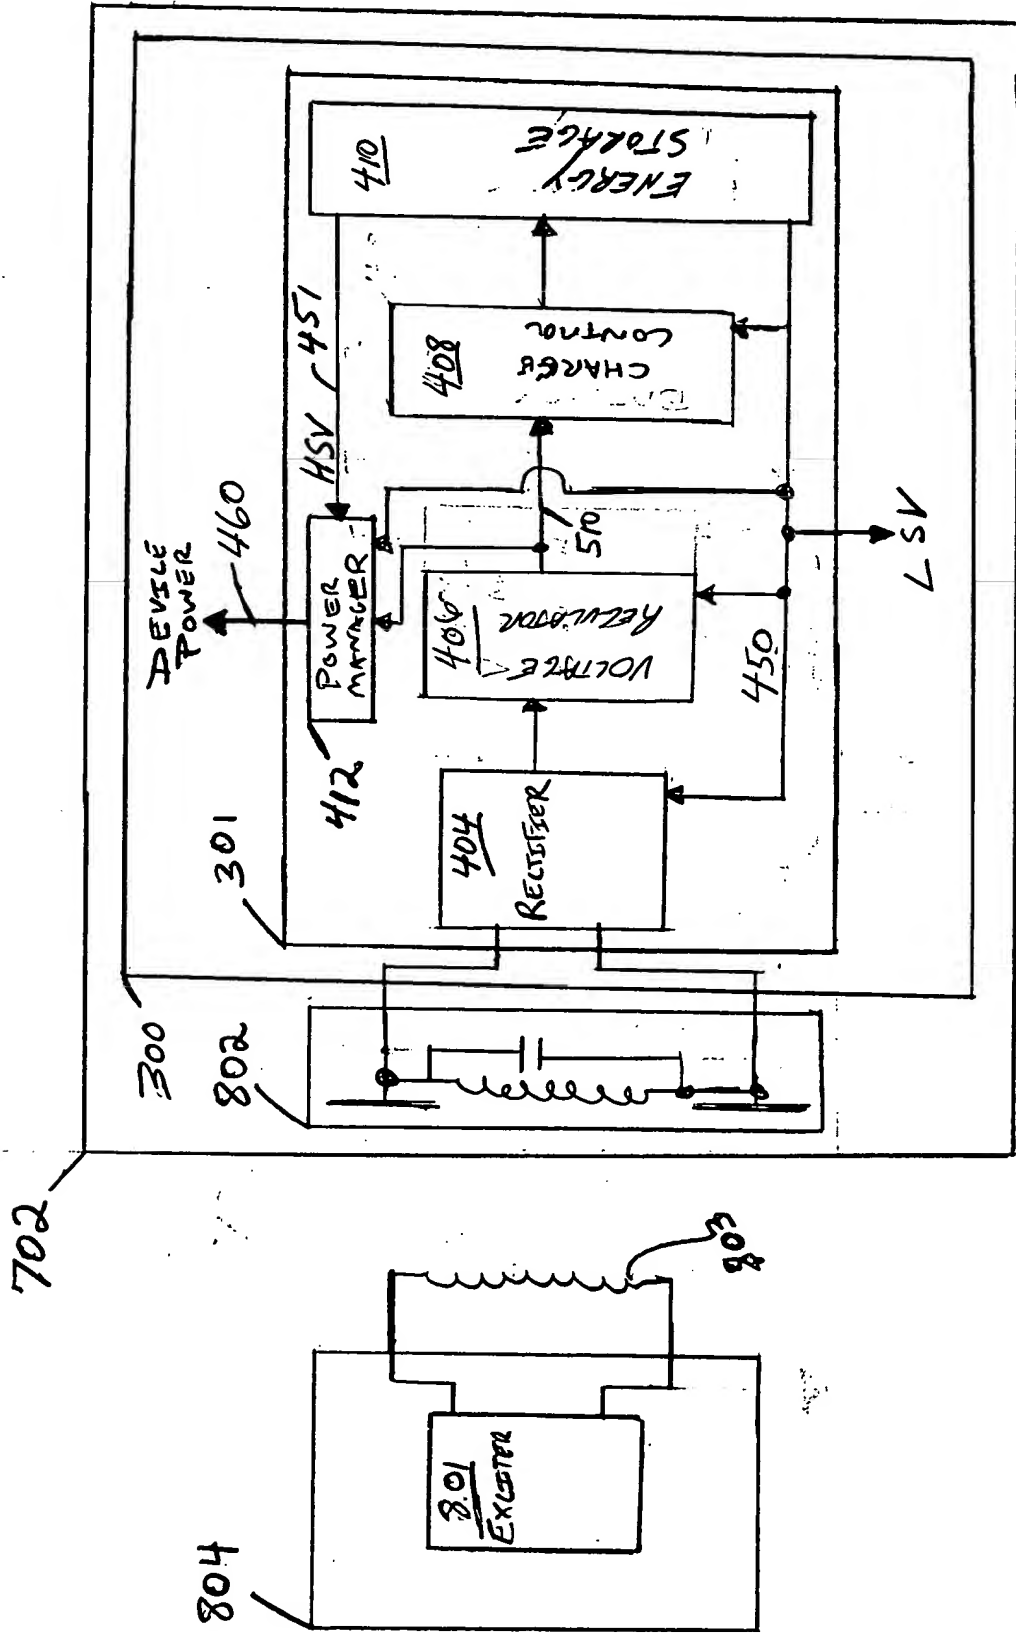 702
300
802
301
412
DEVICE
POWER
460
HSV
451
POWER
MANAGER
404
RECTIFIER
406
VOLTAGE
REGULATOR
510
408
CHARGE
CONTROL
410
ENERGY
STORAGE
450
LSV
804
801
EXCITER
803